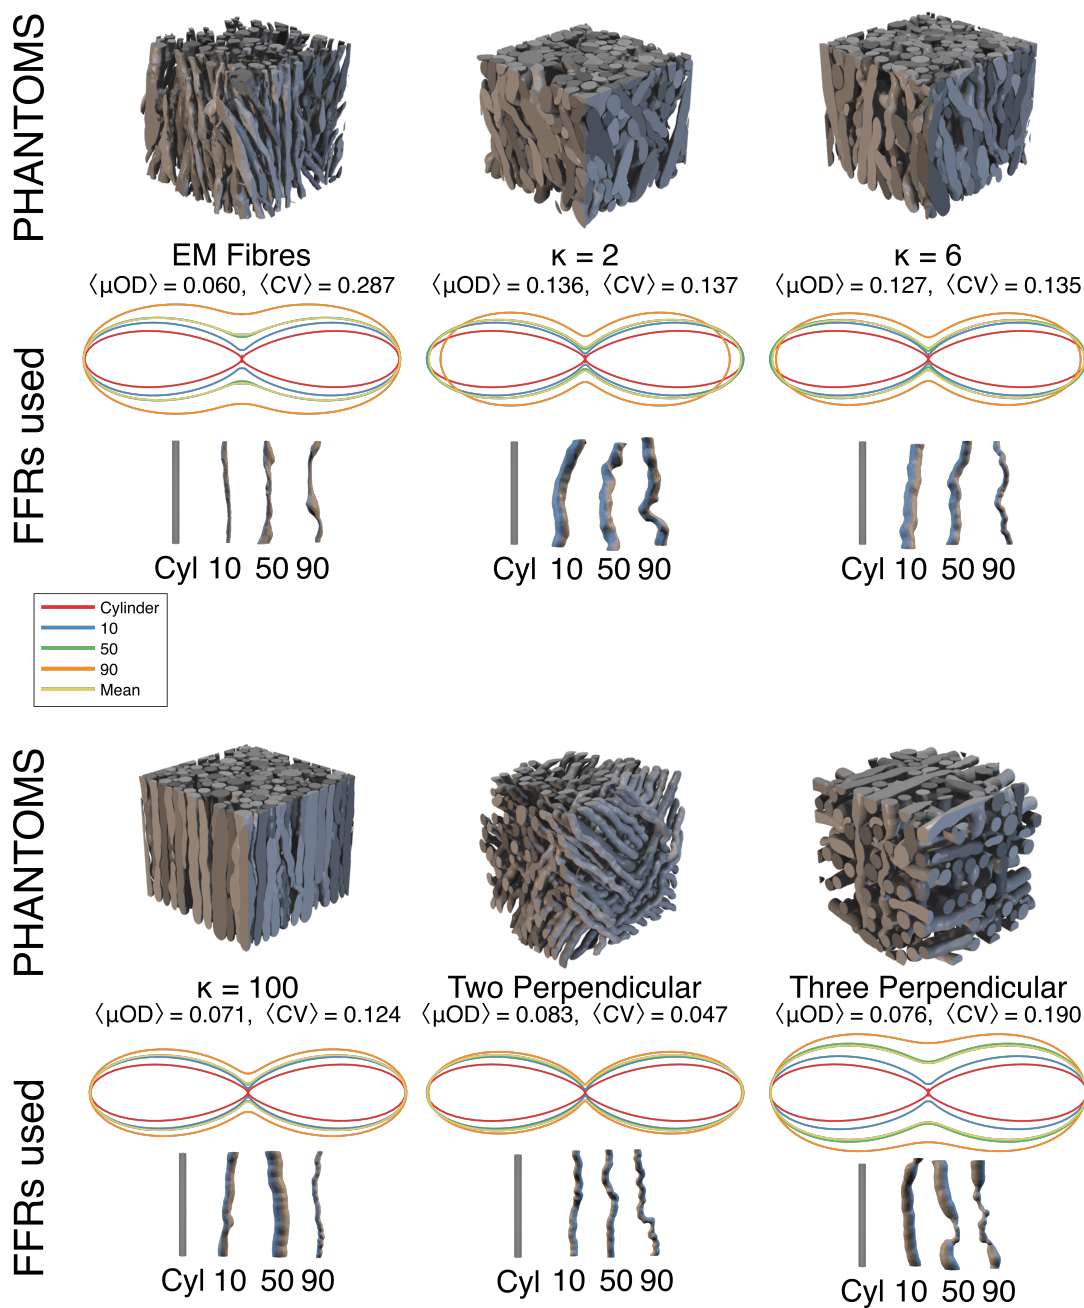 PHANTOMS
EM Fibres
⟨μOD⟩ = 0.060, ⟨CV⟩ = 0.287
κ = 2
⟨μOD⟩ = 0.136, ⟨CV⟩ = 0.137
κ = 6
⟨μOD⟩ = 0.127, ⟨CV⟩ = 0.135
FFRs used
Cyl 10 50 90
Cyl 10 50 90
Cyl 10 50 90
Cylinder
10
50
90
Mean
PHANTOMS
κ = 100
⟨μOD⟩ = 0.071, ⟨CV⟩ = 0.124
Two Perpendicular
⟨μOD⟩ = 0.083, ⟨CV⟩ = 0.047
Three Perpendicular
⟨μOD⟩ = 0.076, ⟨CV⟩ = 0.190
FFRs used
Cyl 10 50 90
Cyl 10 50 90
Cyl 10 50 90